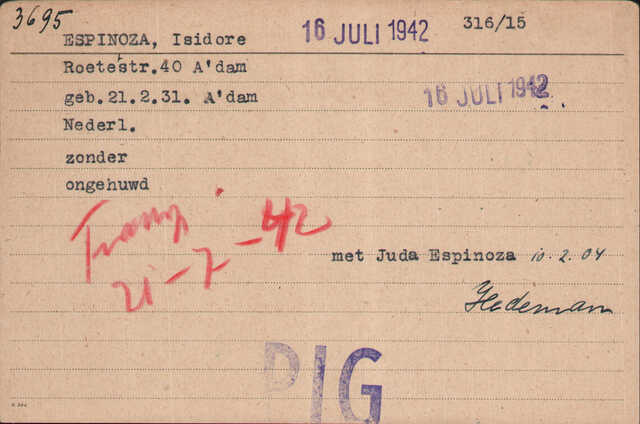 3695
ESPINOZA, Isidore 16 JULI 1942 316/15
Roetestr.40 A'dam
geb.21.2.31. A'dam 16 JULI 1942
Nederl.
zonder
ongehuwd
21-7-42
met Juda Espinoza 10.2.04
Hedeman
PIG